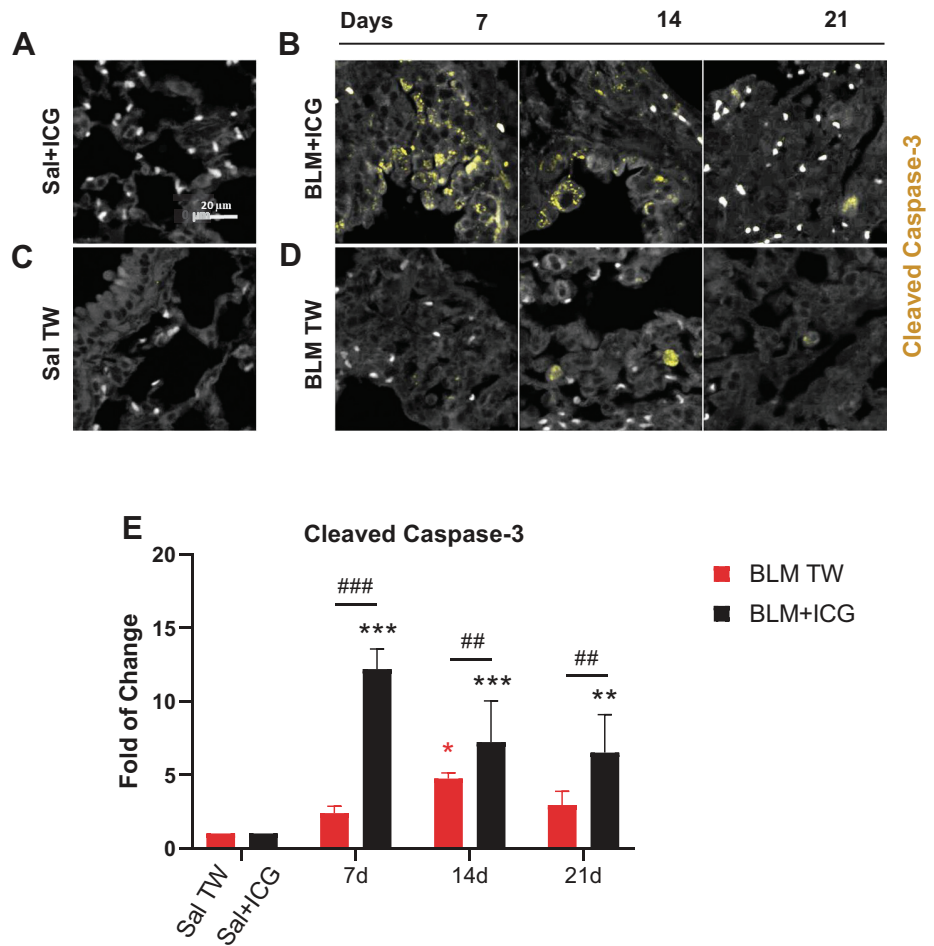 Days 7 14 21
A
B
Sal+ICG
BLM+ICG
20 µm
C
D
Sal TW
BLM TW
Cleaved Caspase-3
E
Cleaved Caspase-3
Fold of Change
20
15
10
5
0
###
***
##
***
##
**
*
BLM TW
BLM+ICG
Sal TW
Sal+ICG
7d
14d
21d